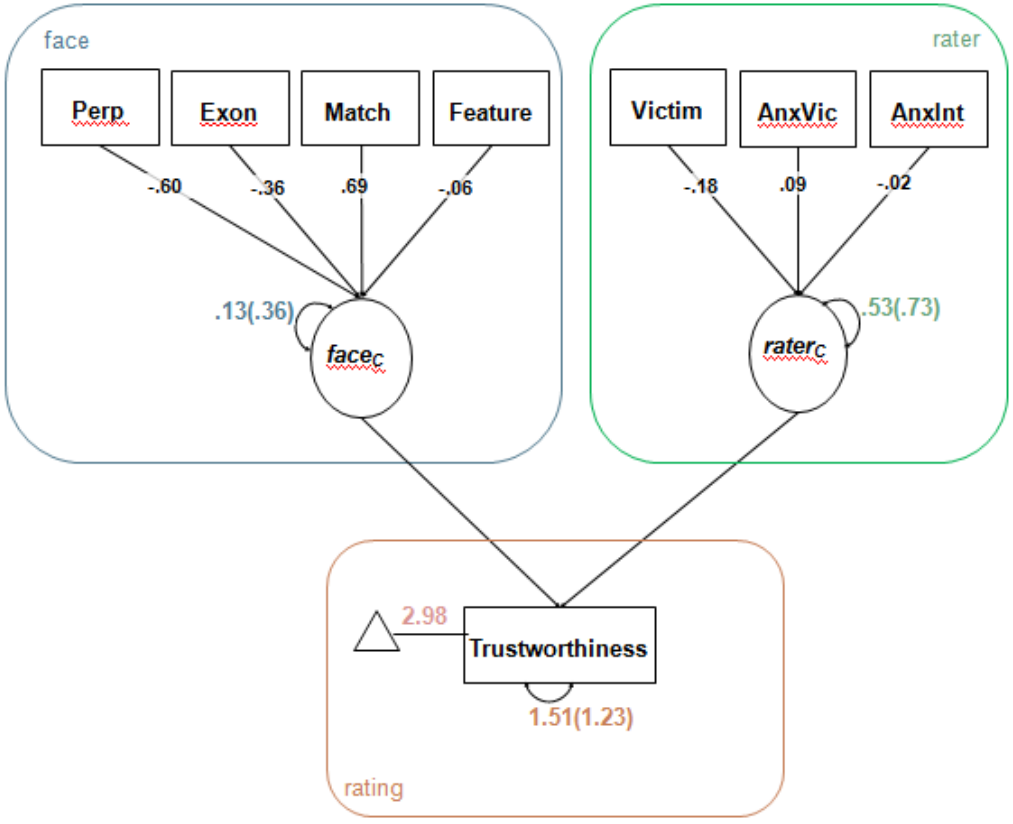 face
rater
Perp
Exon
Match
Feature
Victim
AnxVic
AnxInt
-.60
-.36
.69
-.06
-.18
.09
-.02
.13(.36)
.53(.73)
faceC
raterC
2.98
Trustworthiness
1.51(1.23)
rating